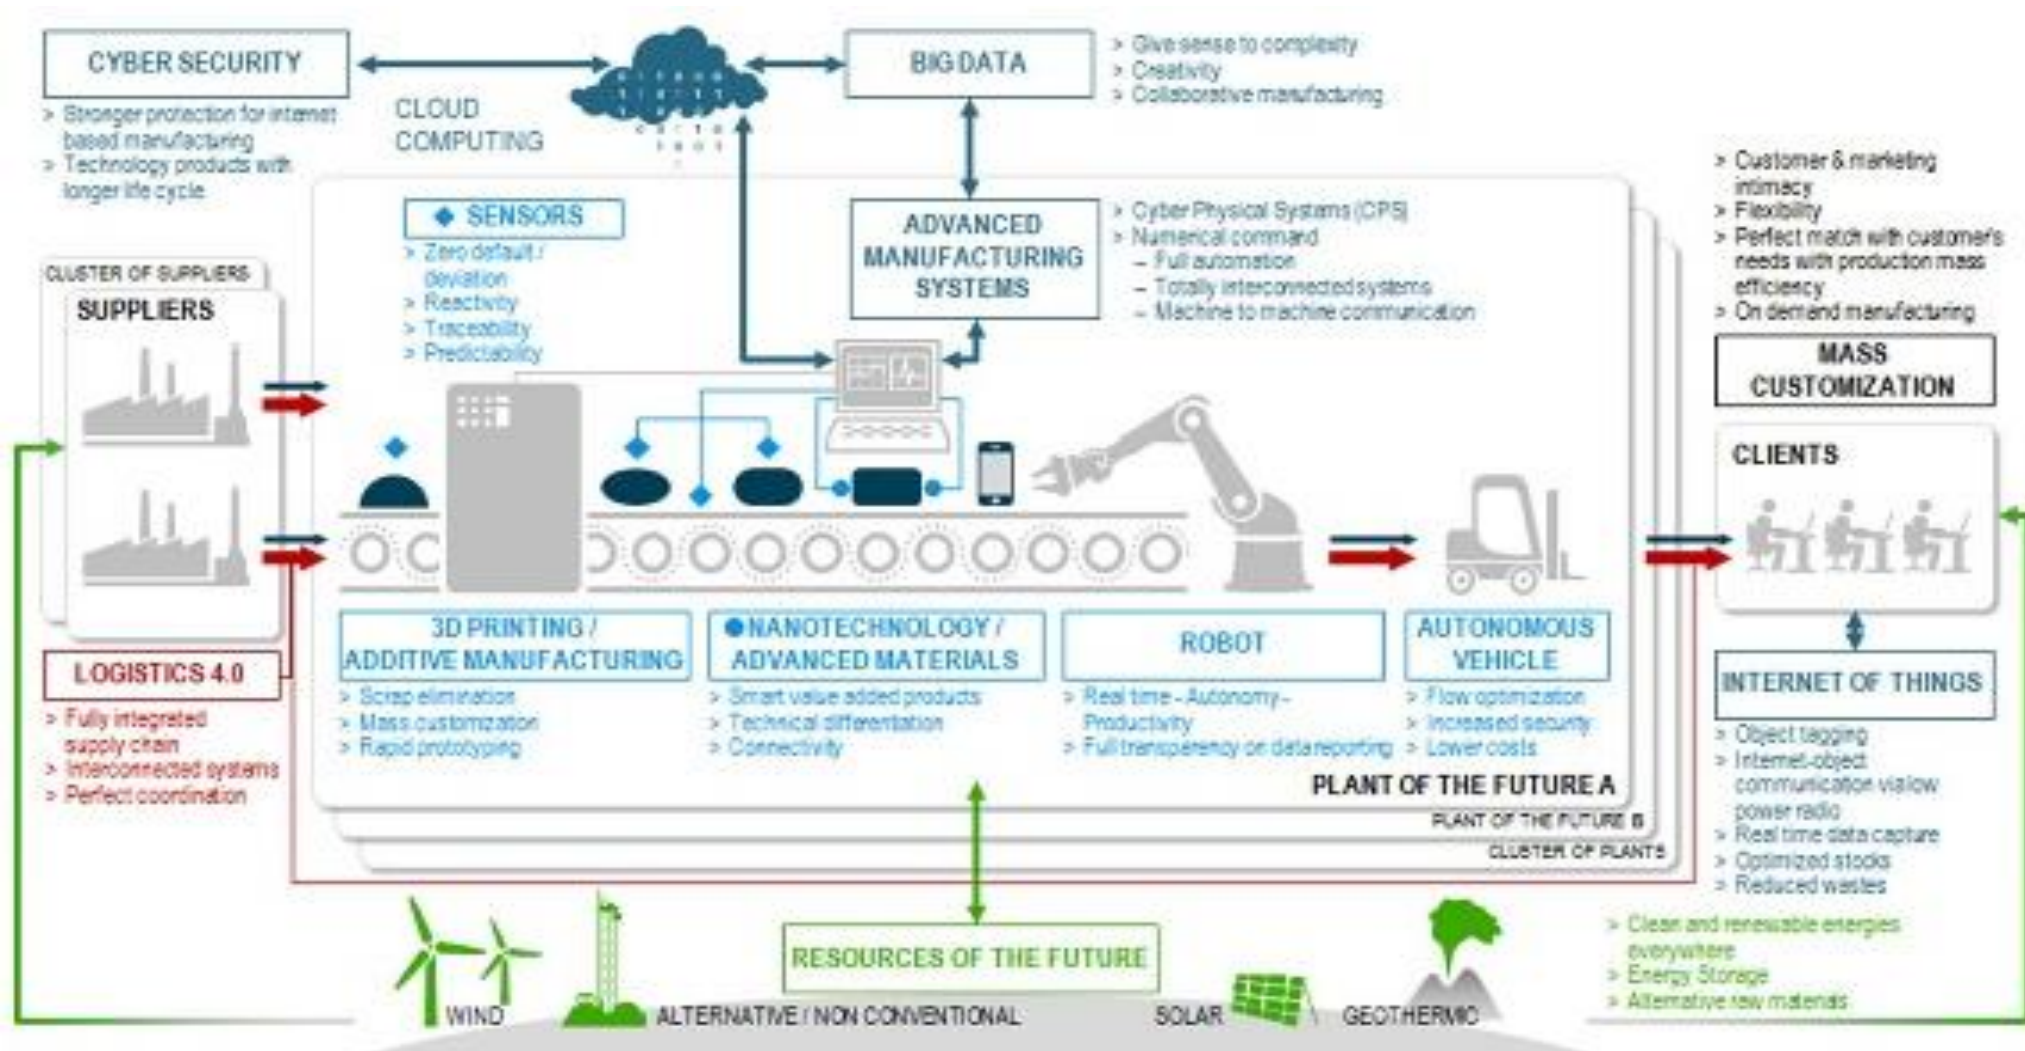 CYBER SECURITY
> Stronger protection for internet
based manufacturing
> Technology products with
longer life cycle
CLOUD
COMPUTING
BIG DATA
> Give sense to complexity
> Creativity
> Collaborative manufacturing
> Customer & marketing
intimacy
> Flexibility
> Perfect match with customer's
needs with production mass
efficiency
> On demand manufacturing
MASS
CUSTOMIZATION
◆ SENSORS
> Zero default /
deviation
> Reactivity
> Traceability
> Predictability
ADVANCED
MANUFACTURING
SYSTEMS
> Cyber Physical Systems (CPS)
> Numerical command
– Full automation
– Totally interconnected systems
– Machine to machine communication
CLUSTER OF SUPPLIERS
SUPPLIERS
CLIENTS
LOGISTICS 4.0
> Fully integrated
supply chain
> Interconnected systems
> Perfect coordination
3D PRINTING /
ADDITIVE MANUFACTURING
> Scrap elimination
> Mass customization
> Rapid prototyping
●NANOTECHNOLOGY /
ADVANCED MATERIALS
> Smart value added products
> Technical differentiation
> Connectivity
ROBOT
> Real time - Autonomy -
Productivity
> Full transparency on data reporting
AUTONOMOUS
VEHICLE
> Flow optimization
> Increased security
> Lower costs
INTERNET OF THINGS
> Object tagging
> Internet-object
communication via low
power radio
> Real time data capture
> Optimized stocks
> Reduced wastes
PLANT OF THE FUTURE A
PLANT OF THE FUTURE B
CLUSTER OF PLANTS
RESOURCES OF THE FUTURE
> Clean and renewable energies
everywhere
> Energy Storage
> Alternative raw materials
WIND
ALTERNATIVE / NON CONVENTIONAL
SOLAR
GEOTHERMIC